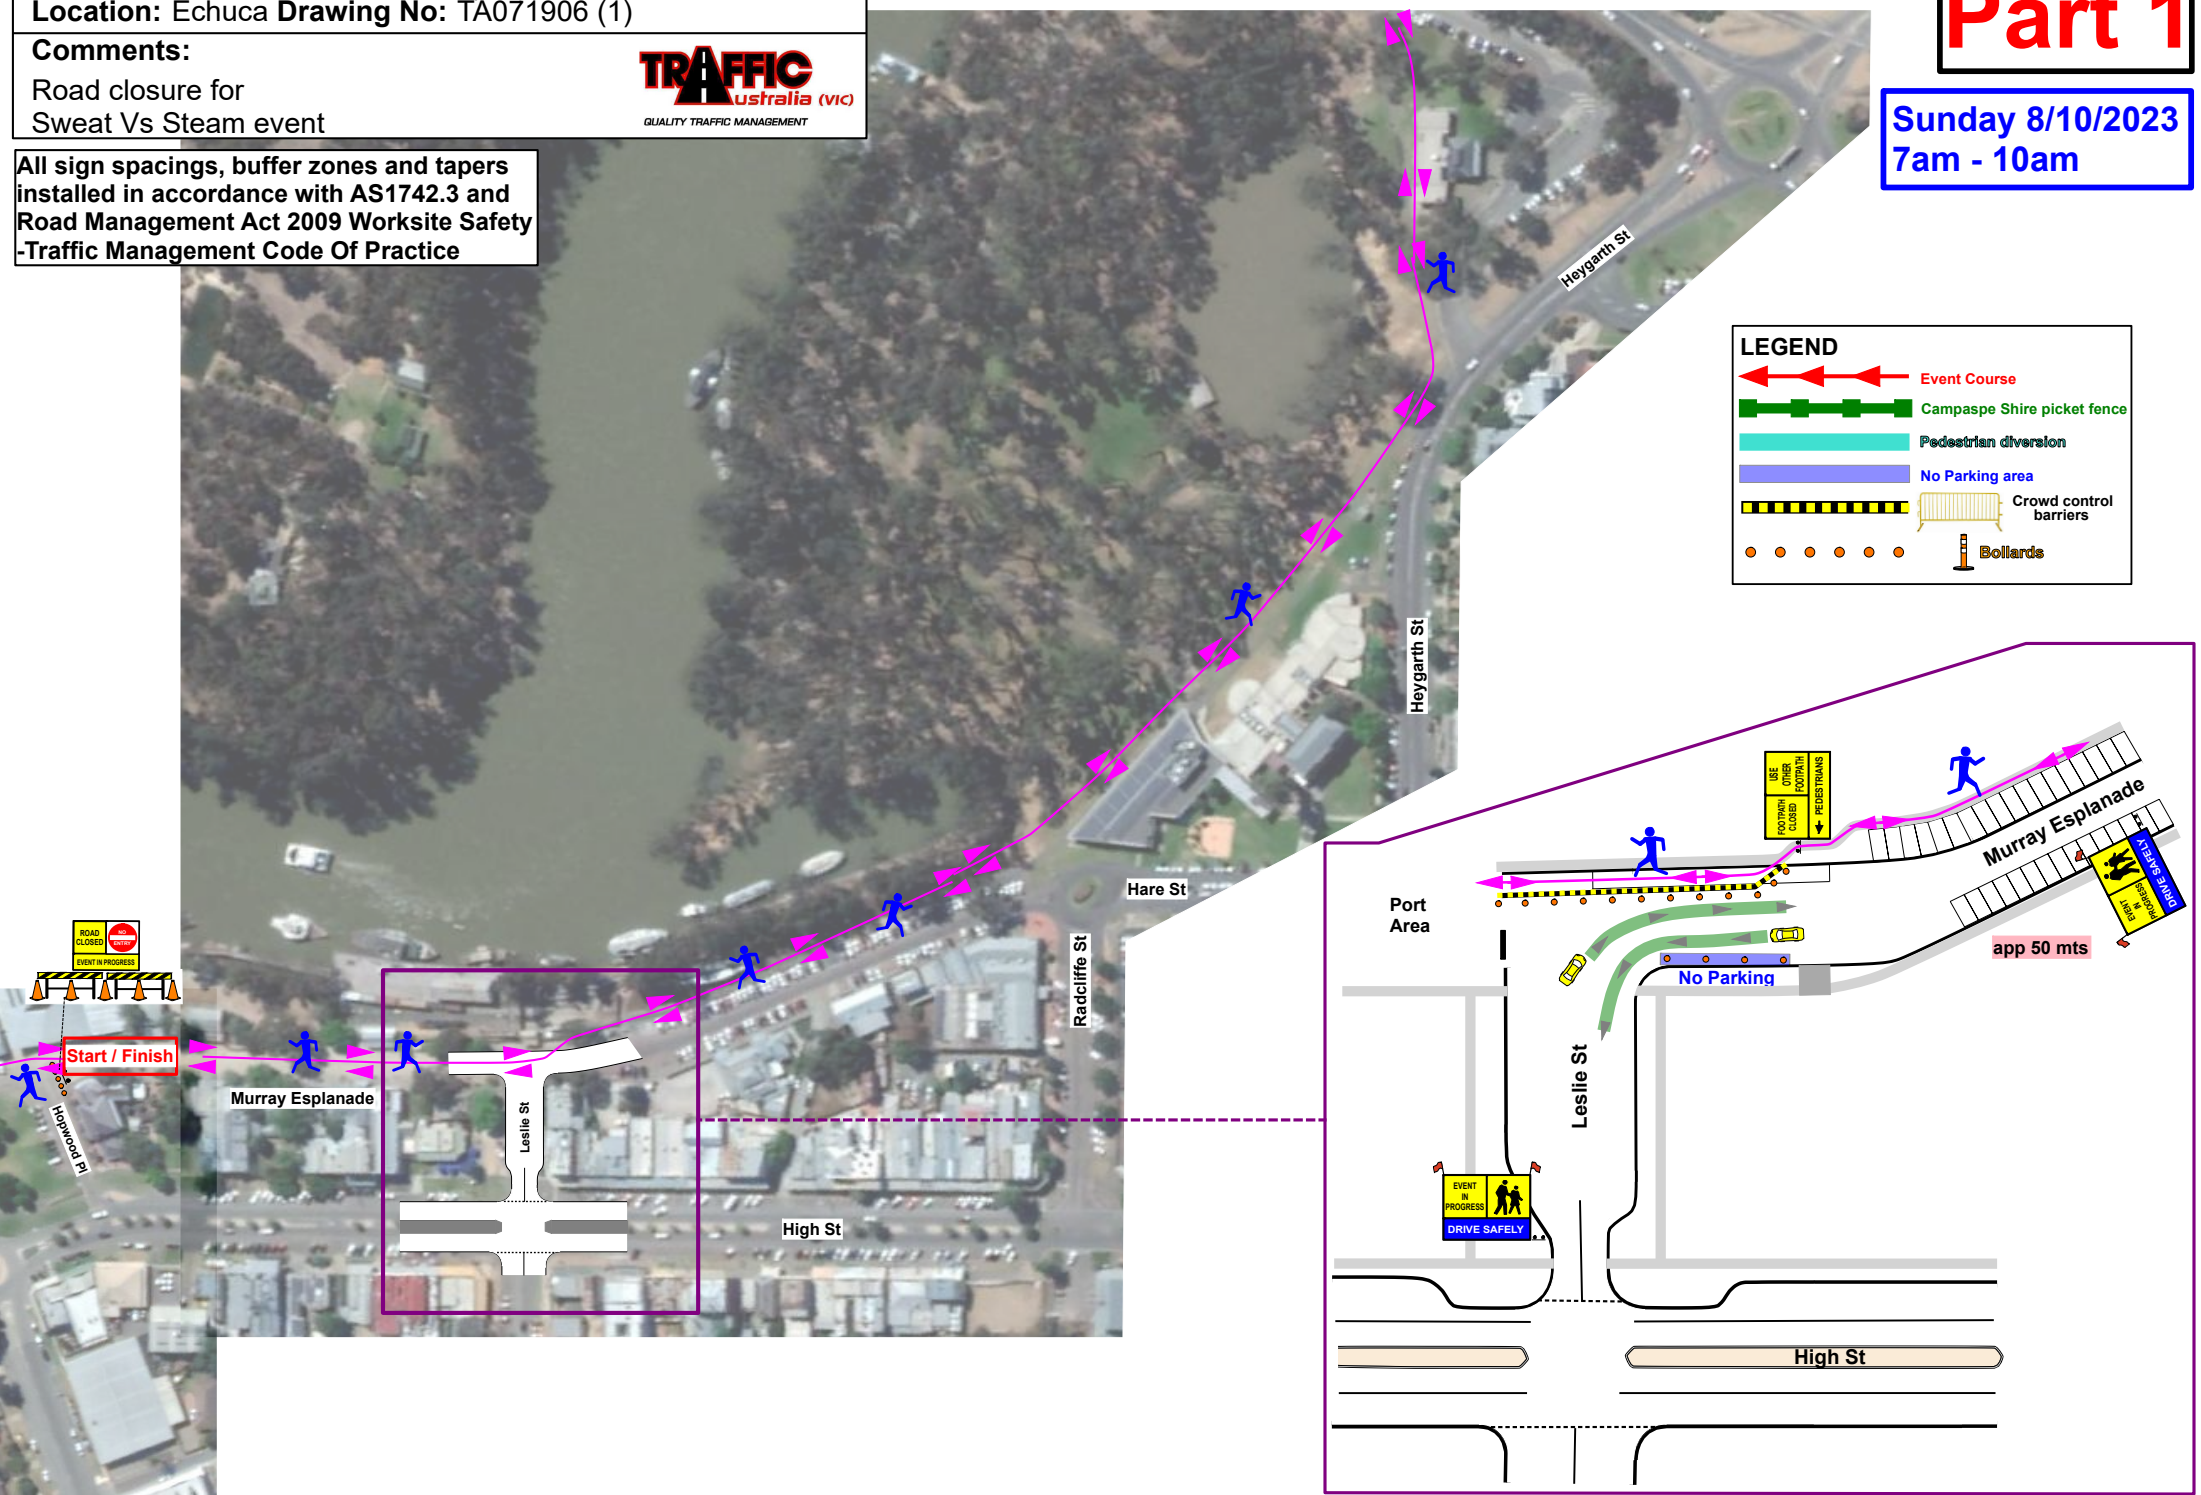 Location: Echuca Drawing No: TA071906 (1)
Comments:
Road closure for
Sweat Vs Steam event
TRAFFIC
ustralia (VIC)
QUALITY TRAFFIC MANAGEMENT
All sign spacings, buffer zones and tapers
installed in accordance with AS1742.3 and
Road Management Act 2009 Worksite Safety
-Traffic Management Code Of Practice
Part 1
Sunday 8/10/2023
7am - 10am
Heygarth St
LEGEND
Event Course
Campaspe Shire picket fence
Pedestrian diversion
No Parking area
Crowd control
barriers
Bollards
Heygarth St
Hare St
Radcliffe St
ROAD
CLOSED
NO
ENTRY
EVENT IN PROGRESS
Start / Finish
Hopwood Pl
Murray Esplanade
Leslie St
High St
USE
OTHER
FOOTPATH
FOOTPATH
CLOSED
PEDESTRIANS
Murray Esplanade
EVENT
IN
PROGRESS
DRIVE SAFELY
app 50 mts
Port
Area
No Parking
Leslie St
EVENT
IN
PROGRESS
DRIVE SAFELY
High St